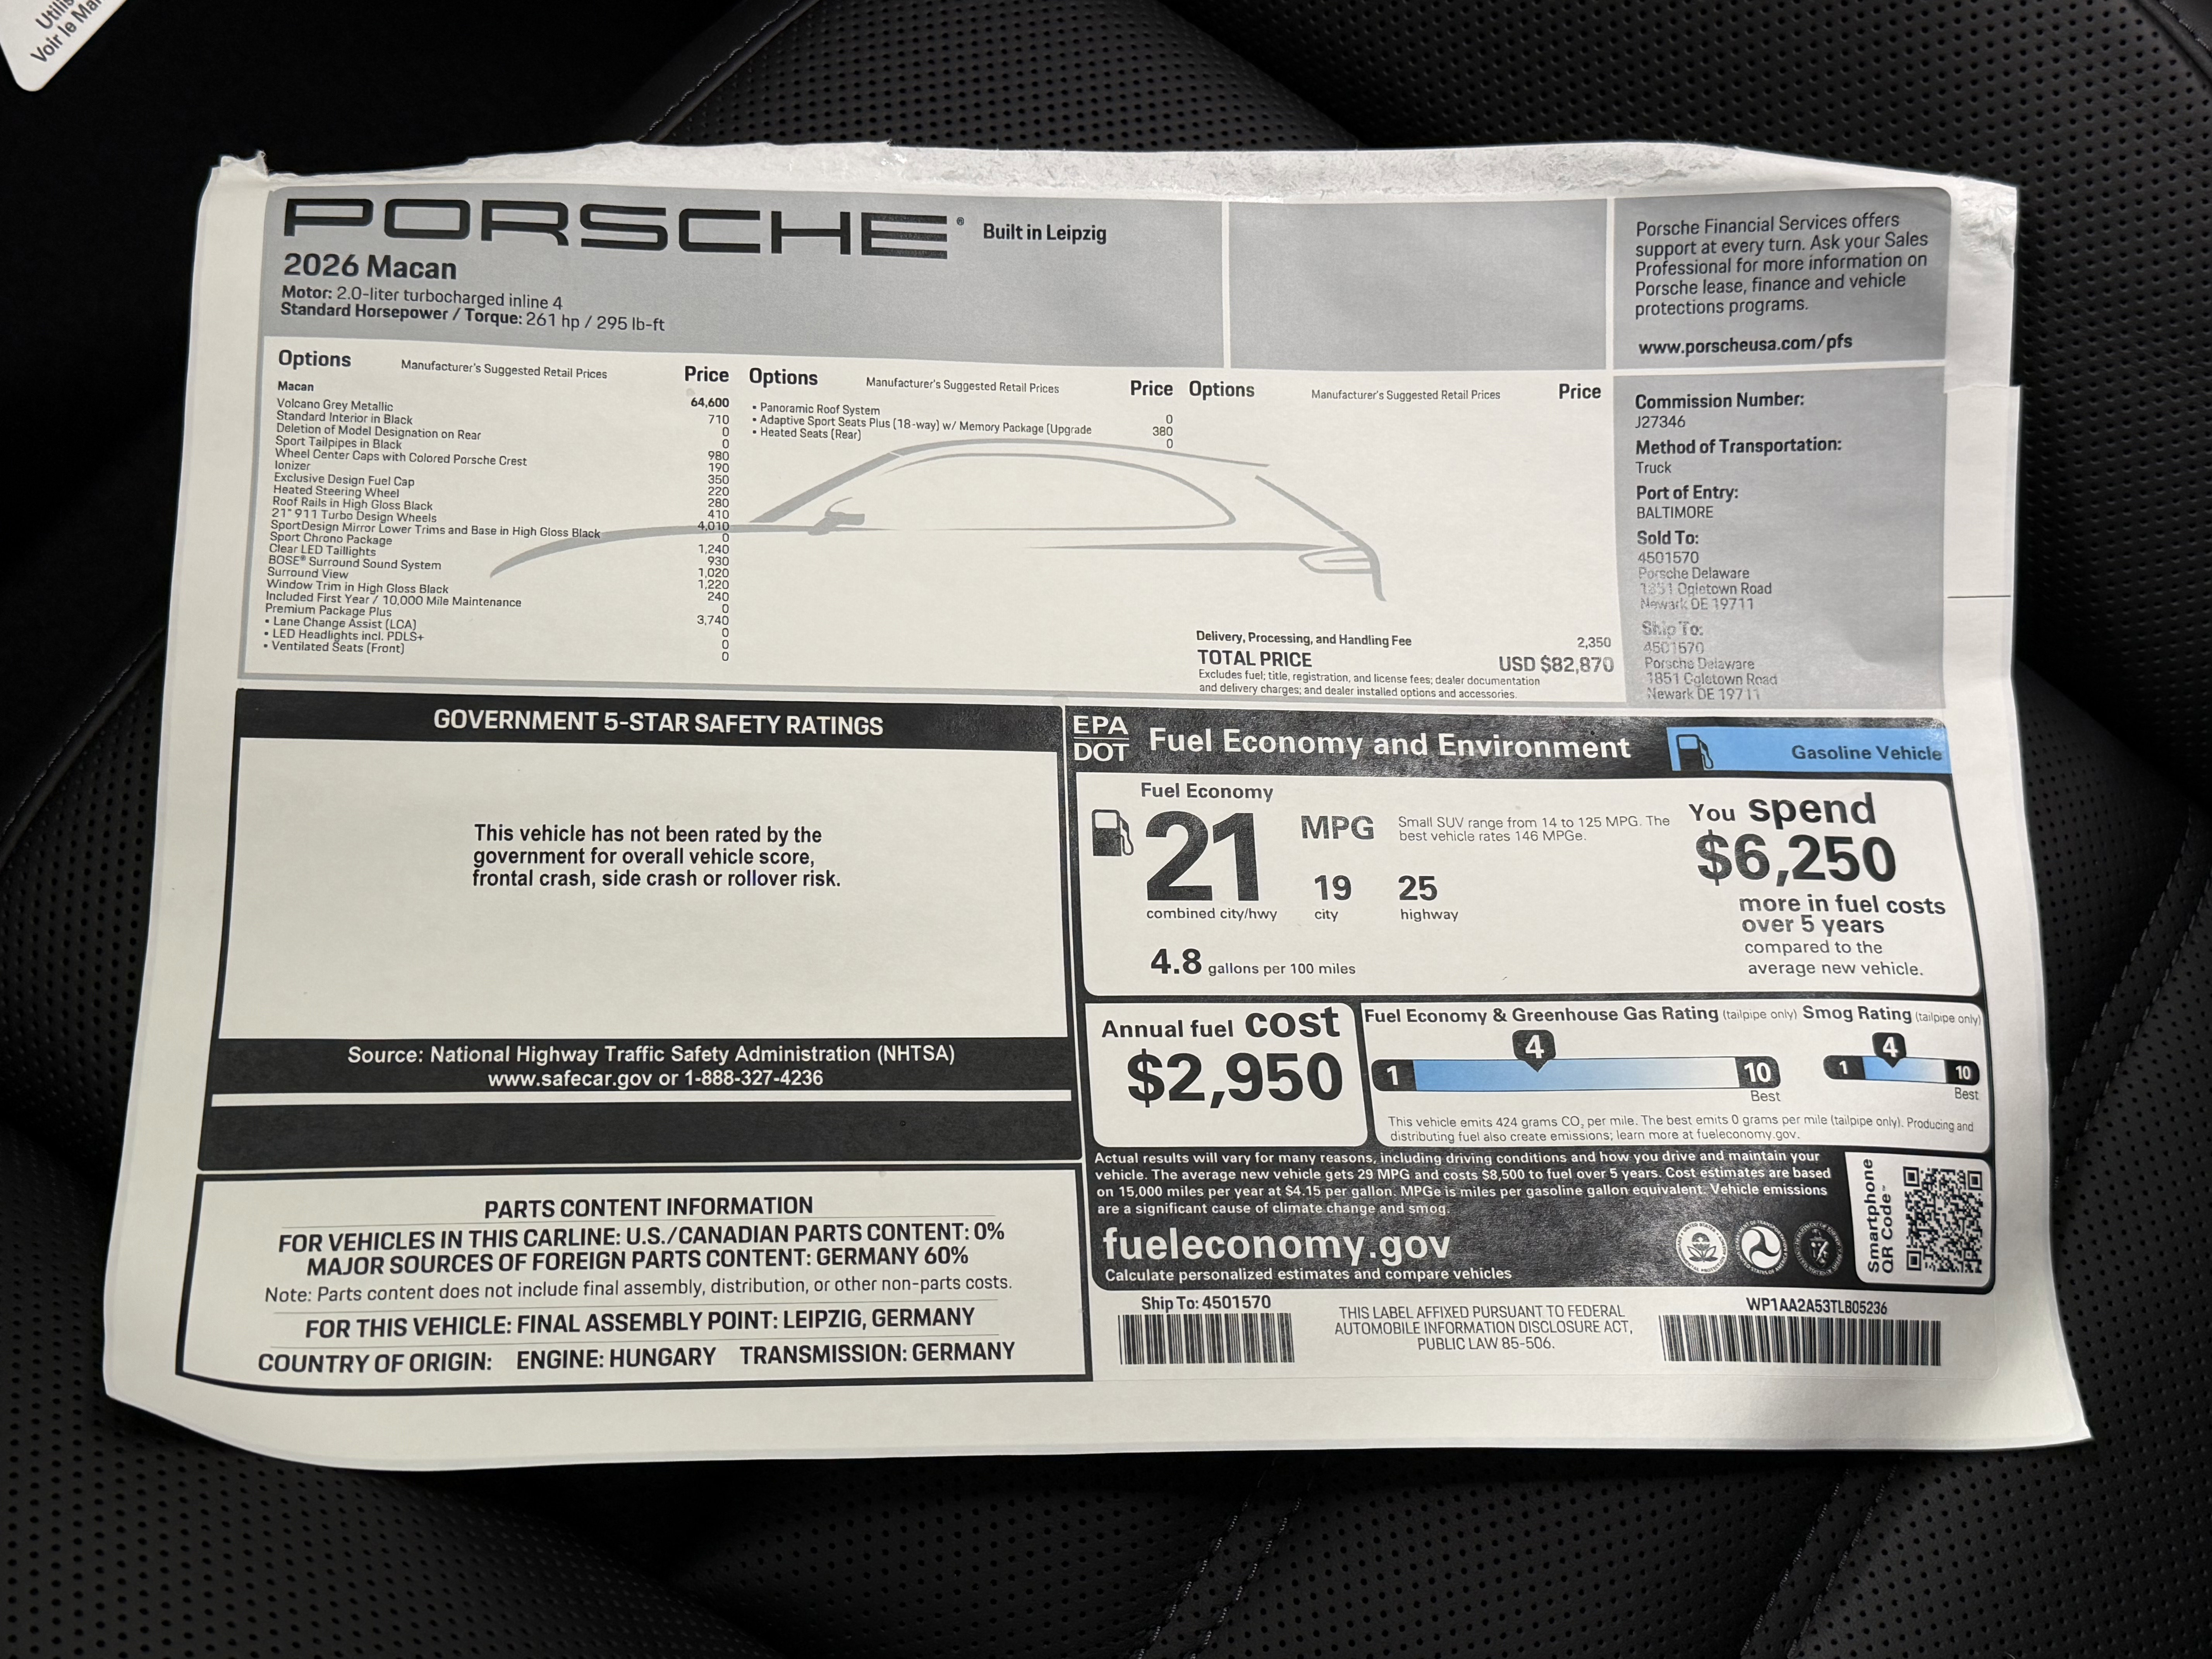 Utilis
Voir le Man
PORSCHE® Built in Leipzig
2026 Macan
Motor: 2.0-liter turbocharged inline 4
Standard Horsepower / Torque: 261 hp / 295 lb-ft
Options Manufacturer's Suggested Retail Prices Price
Macan 64,600
Volcano Grey Metallic 710
Standard Interior in Black 0
Deletion of Model Designation on Rear 0
Sport Tailpipes in Black 980
Wheel Center Caps with Colored Porsche Crest 190
Ionizer 350
Exclusive Design Fuel Cap 220
Heated Steering Wheel 280
Roof Rails in High Gloss Black 410
21" 911 Turbo Design Wheels 4,010
SportDesign Mirror Lower Trims and Base in High Gloss Black 0
Sport Chrono Package 1,240
Clear LED Taillights 930
BOSE® Surround Sound System 1,020
Surround View 1,220
Window Trim in High Gloss Black 240
Included First Year / 10,000 Mile Maintenance 0
Premium Package Plus 3,740
• Lane Change Assist (LCA) 0
• LED Headlights incl. PDLS+ 0
• Ventilated Seats (Front) 0
Options Manufacturer's Suggested Retail Prices Price
• Panoramic Roof System 0
• Adaptive Sport Seats Plus (18-way) w/ Memory Package (Upgrade 380
• Heated Seats (Rear) 0
Options Manufacturer's Suggested Retail Prices Price
Delivery, Processing, and Handling Fee 2,350
TOTAL PRICE USD $82,870
Excludes fuel; title, registration, and license fees; dealer documentation
and delivery charges; and dealer installed options and accessories.
Porsche Financial Services offers
support at every turn. Ask your Sales
Professional for more information on
Porsche lease, finance and vehicle
protections programs.
www.porscheusa.com/pfs
Commission Number:
J27346
Method of Transportation:
Truck
Port of Entry:
BALTIMORE
Sold To:
4501570
Porsche Delaware
1851 Ogletown Road
Newark DE 19711
Ship To:
4501570
Porsche Delaware
1851 Ogletown Road
Newark DE 19711
GOVERNMENT 5-STAR SAFETY RATINGS
This vehicle has not been rated by the
government for overall vehicle score,
frontal crash, side crash or rollover risk.
Source: National Highway Traffic Safety Administration (NHTSA)
www.safecar.gov or 1-888-327-4236
PARTS CONTENT INFORMATION
FOR VEHICLES IN THIS CARLINE: U.S./CANADIAN PARTS CONTENT: 0%
MAJOR SOURCES OF FOREIGN PARTS CONTENT: GERMANY 60%
Note: Parts content does not include final assembly, distribution, or other non-parts costs.
FOR THIS VEHICLE: FINAL ASSEMBLY POINT: LEIPZIG, GERMANY
COUNTRY OF ORIGIN: ENGINE: HUNGARY TRANSMISSION: GERMANY
EPA
DOT
Fuel Economy and Environment
Gasoline Vehicle
Fuel Economy
21 MPG
combined city/hwy
19
city
25
highway
4.8 gallons per 100 miles
Small SUV range from 14 to 125 MPG. The
best vehicle rates 146 MPGe.
You spend
$6,250
more in fuel costs
over 5 years
compared to the
average new vehicle.
Annual fuel cost
$2,950
Fuel Economy & Greenhouse Gas Rating (tailpipe only)
4
1 10
Best
Smog Rating (tailpipe only)
4
1 10
Best
This vehicle emits 424 grams CO2 per mile. The best emits 0 grams per mile (tailpipe only). Producing and
distributing fuel also create emissions; learn more at fueleconomy.gov.
Actual results will vary for many reasons, including driving conditions and how you drive and maintain your
vehicle. The average new vehicle gets 29 MPG and costs $8,500 to fuel over 5 years. Cost estimates are based
on 15,000 miles per year at $4.15 per gallon. MPGe is miles per gasoline gallon equivalent. Vehicle emissions
are a significant cause of climate change and smog.
fueleconomy.gov
Calculate personalized estimates and compare vehicles
Smartphone
QR Code™
Ship To: 4501570
THIS LABEL AFFIXED PURSUANT TO FEDERAL
AUTOMOBILE INFORMATION DISCLOSURE ACT,
PUBLIC LAW 85-506.
WP1AA2A53TLB05236